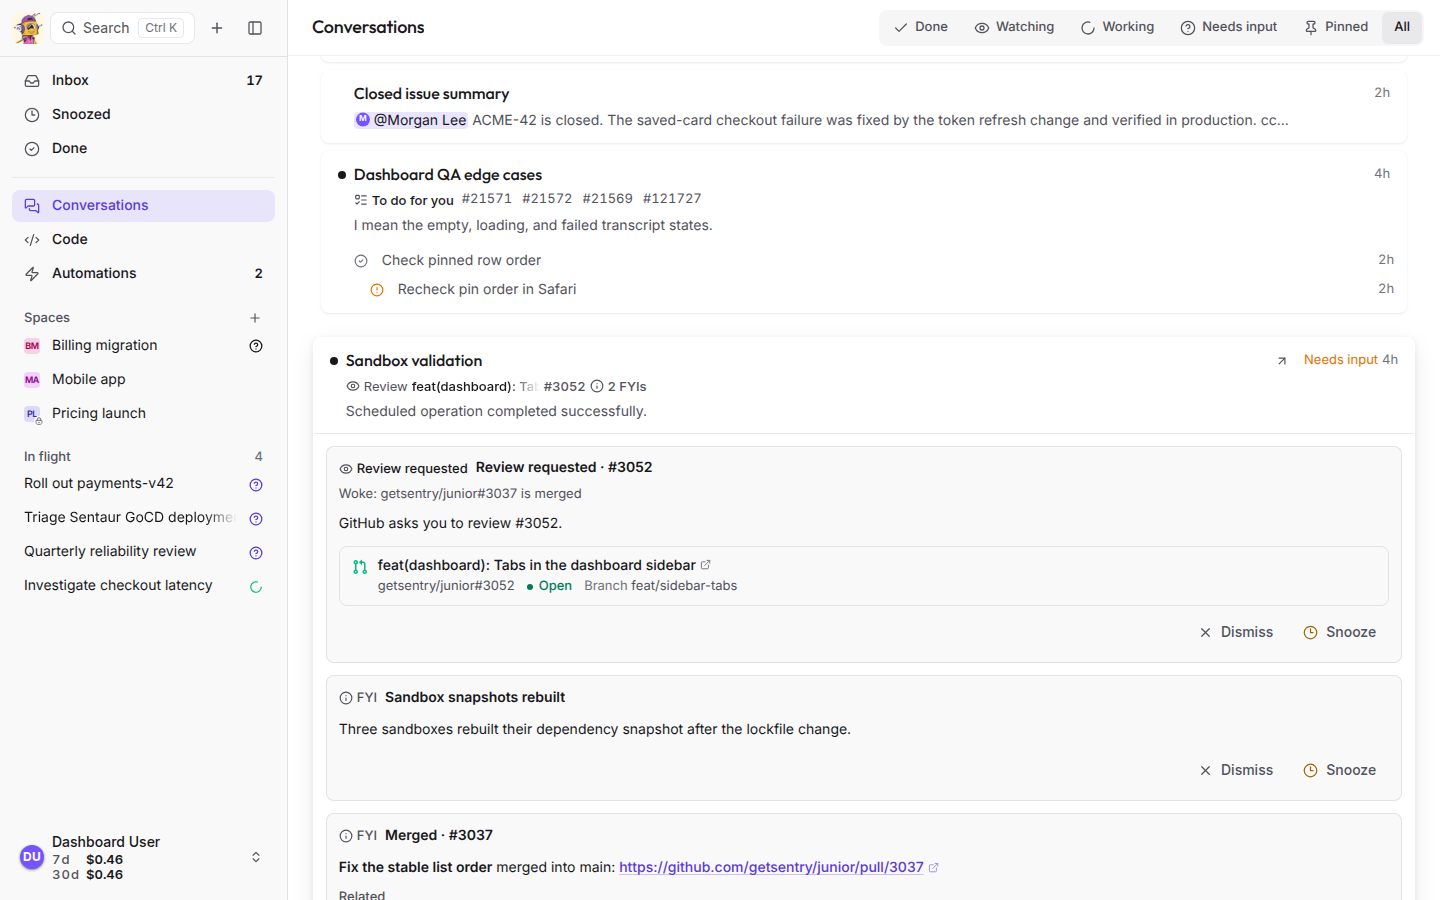 Search Ctrl K
Inbox 17
Snoozed
Done
Conversations
Code
Automations 2
Spaces
BM Billing migration
MA Mobile app
PL Pricing launch
In flight 4
Roll out payments-v42
Triage Sentaur GoCD deployme
Quarterly reliability review
Investigate checkout latency
DU Dashboard User
7d $0.46
30d $0.46
Conversations
Done Watching Working Needs input Pinned All
Closed issue summary 2h
M @Morgan Lee ACME-42 is closed. The saved-card checkout failure was fixed by the token refresh change and verified in production. cc...
Dashboard QA edge cases 4h
To do for you #21571 #21572 #21569 #121727
I mean the empty, loading, and failed transcript states.
Check pinned row order 2h
Recheck pin order in Safari 2h
Sandbox validation Needs input 4h
Review feat(dashboard): Tab #3052 2 FYIs
Scheduled operation completed successfully.
Review requested Review requested · #3052
Woke: getsentry/junior#3037 is merged
GitHub asks you to review #3052.
feat(dashboard): Tabs in the dashboard sidebar
getsentry/junior#3052 Open Branch feat/sidebar-tabs
Dismiss Snooze
FYI Sandbox snapshots rebuilt
Three sandboxes rebuilt their dependency snapshot after the lockfile change.
Dismiss Snooze
FYI Merged · #3037
Fix the stable list order merged into main: https://github.com/getsentry/junior/pull/3037
Related